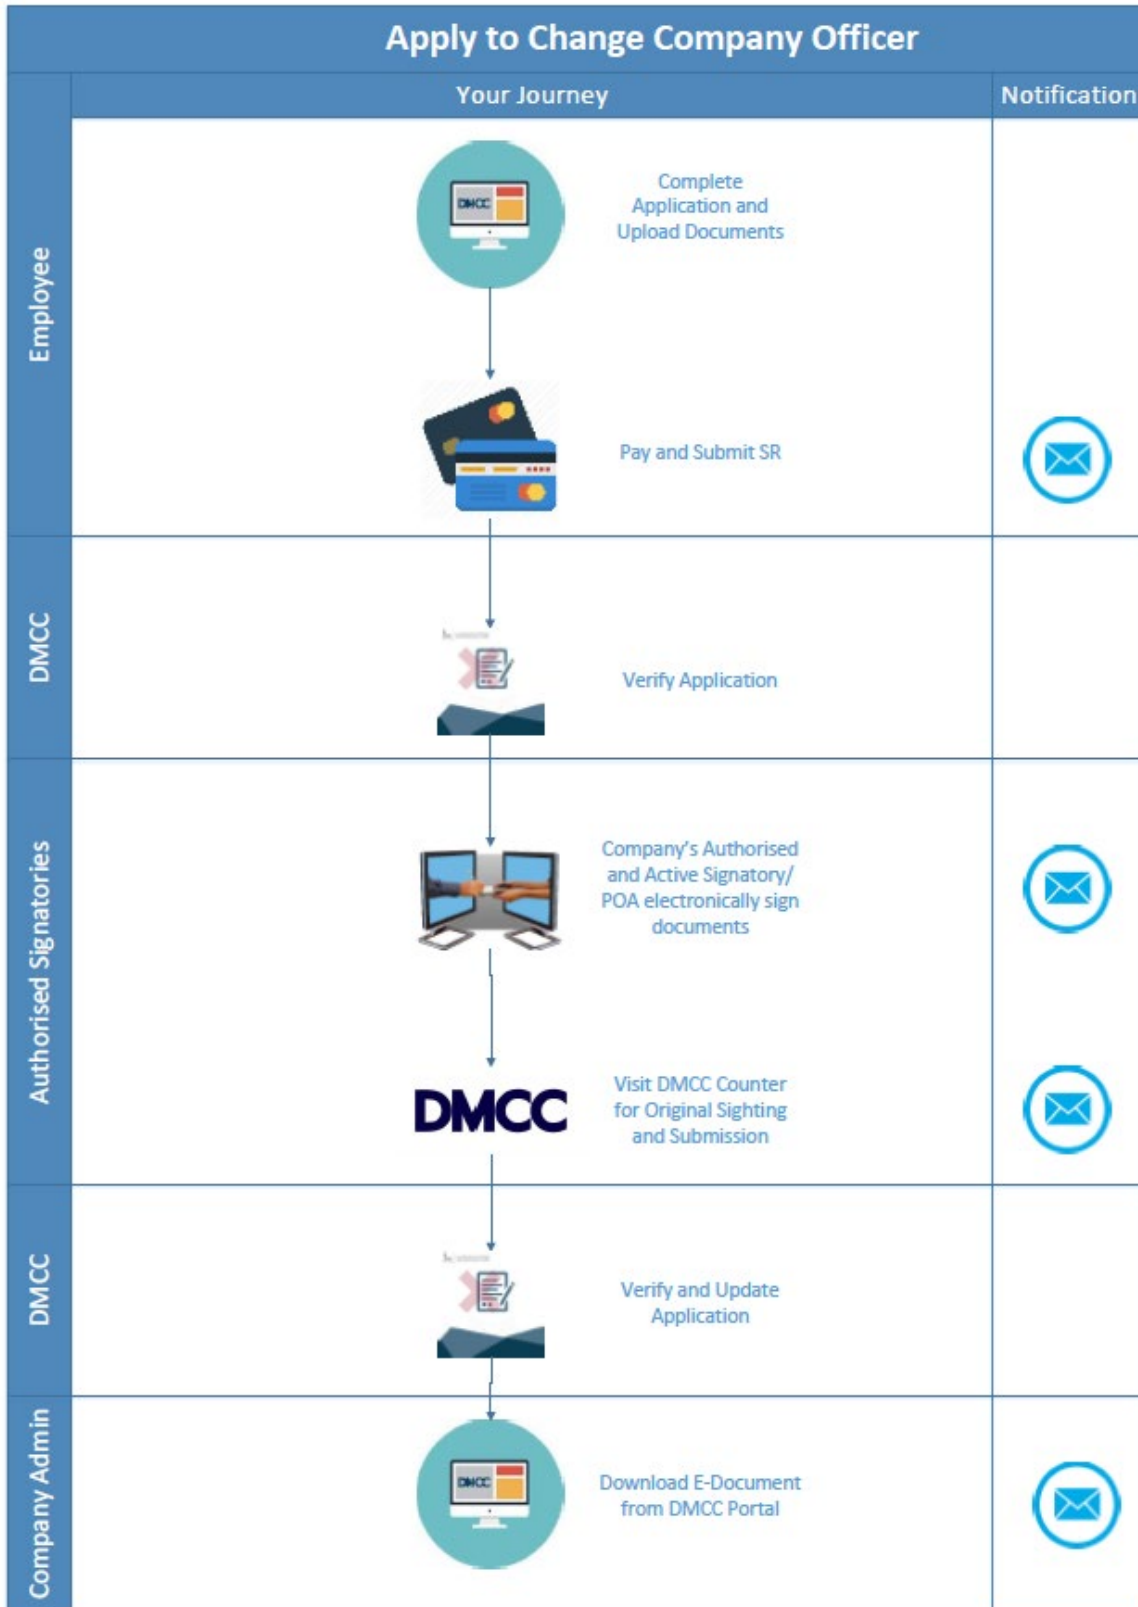 Apply to Change Company Officer
Your Journey
Notification
Employee
DMCC
Complete
Application and
Upload Documents
Pay and Submit SR
DMCC
Verify Application
Authorised Signatories
Company's Authorised
and Active Signatory/
POA electronically sign
documents
DMCC
Visit DMCC Counter
for Original Sighting
and Submission
DMCC
Verify and Update
Application
Company Admin
DMCC
Download E-Document
from DMCC Portal